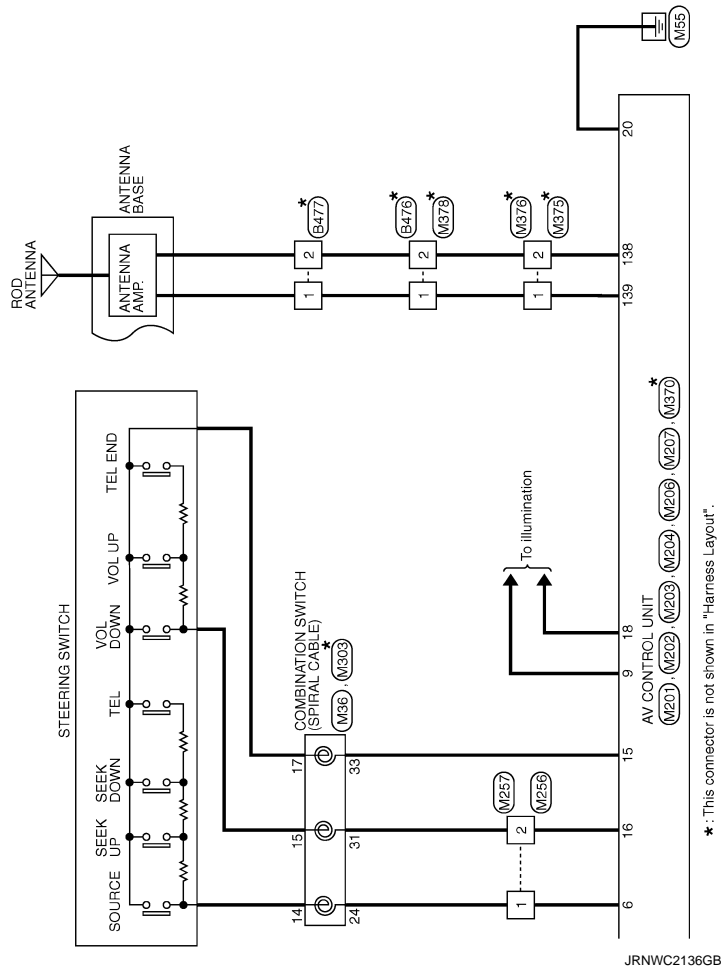 ROD
ANTENNA
ANTENNA
BASE
ANTENNA
AMP.
1
2
B477
*
1
2
B476
*
M378
*
1
2
M376
*
M375
*
139
138
20
M55
STEERING SWITCH
SOURCE
SEEK
UP
SEEK
DOWN
TEL
VOL
DOWN
VOL UP
TEL END
COMBINATION SWITCH
(SPIRAL CABLE)
M36 , M303
*
14
15
17
24
31
33
M257
M256
1
2
To illumination
6
16
15
9
18
AV CONTROL UNIT
M201 , M202 , M203 , M204 , M206 , M207 , M370
*
* : This connector is not shown in "Harness Layout".
JRNWC2136GB